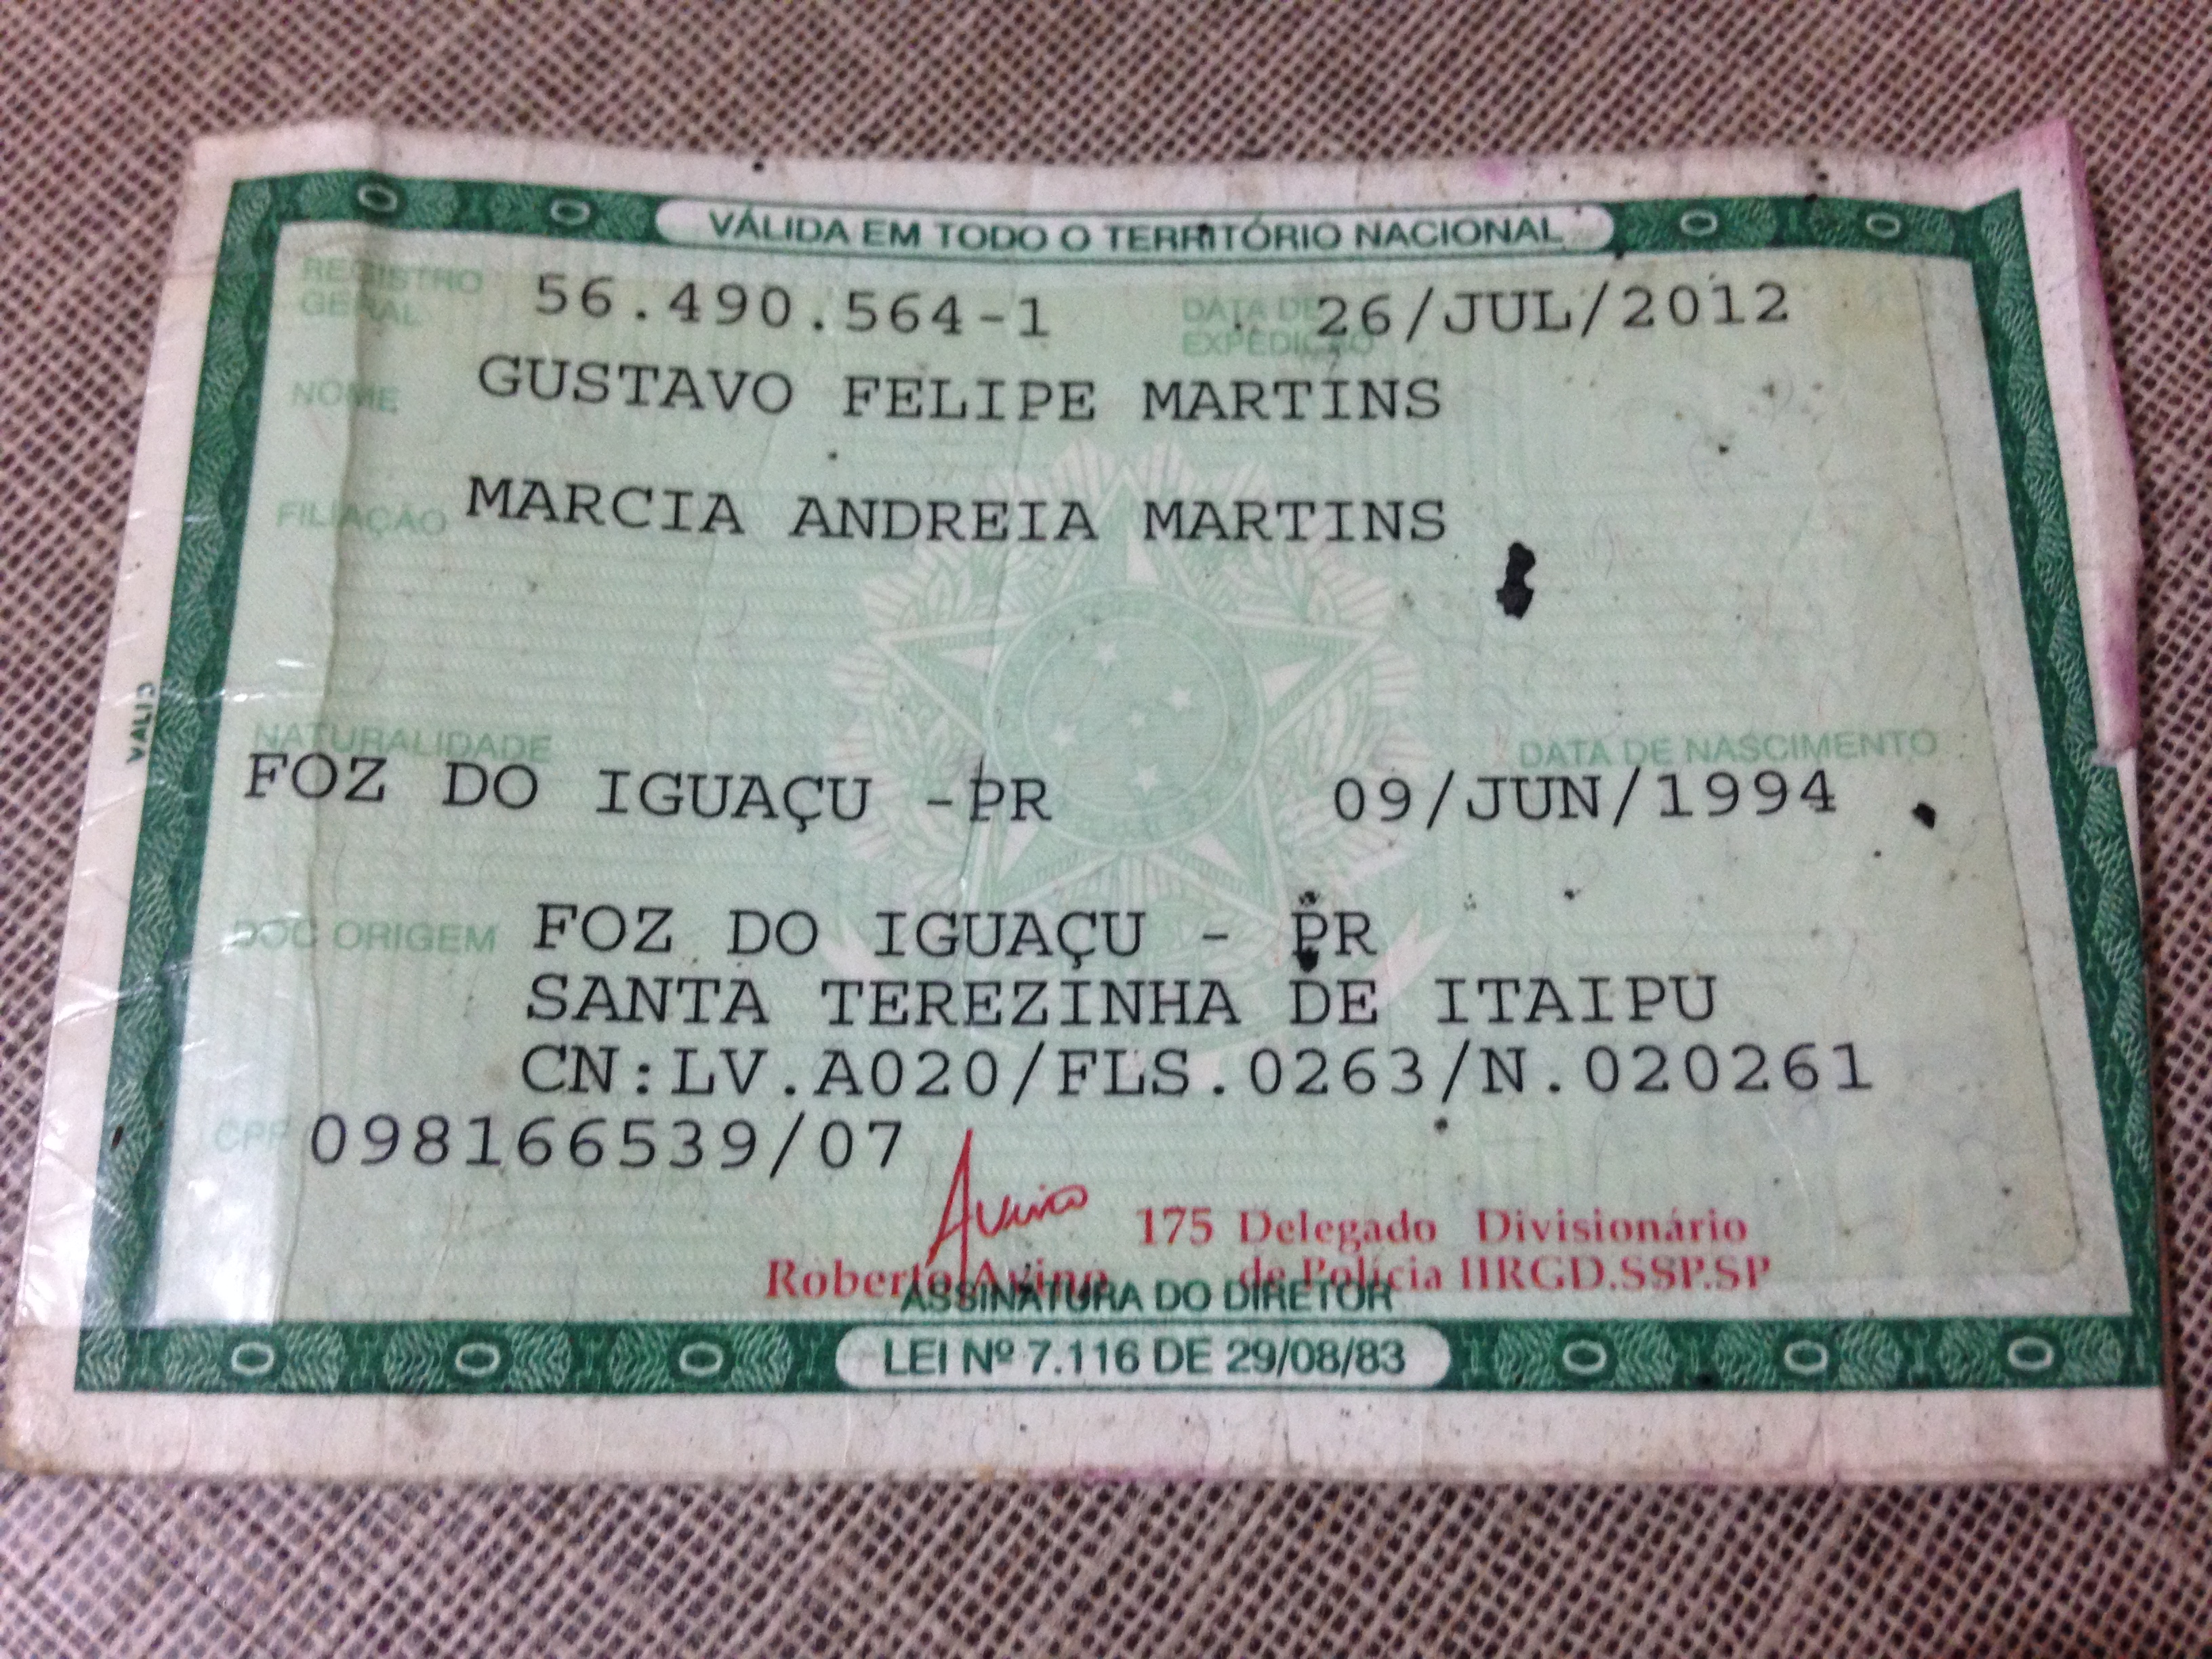 VÁLIDA EM TODO O TERRITÓRIO NACIONAL
REGISTRO GERAL 56.490.564-1 DATA DE EXPEDIÇÃO 26/JUL/2012
NOME GUSTAVO FELIPE MARTINS
FILIAÇÃO MARCIA ANDREIA MARTINS
NATURALIDADE DATA DE NASCIMENTO
FOZ DO IGUAÇU -PR 09/JUN/1994
DOC ORIGEM FOZ DO IGUAÇU - PR
SANTA TEREZINHA DE ITAIPU
CN:LV.A020/FLS.0263/N.020261
CPF 098166539/07
175 Delegado Divisionário
Roberto Avino de Polícia IIRGD.SSP.SP
ASSINATURA DO DIRETOR
LEI Nº 7.116 DE 29/08/83